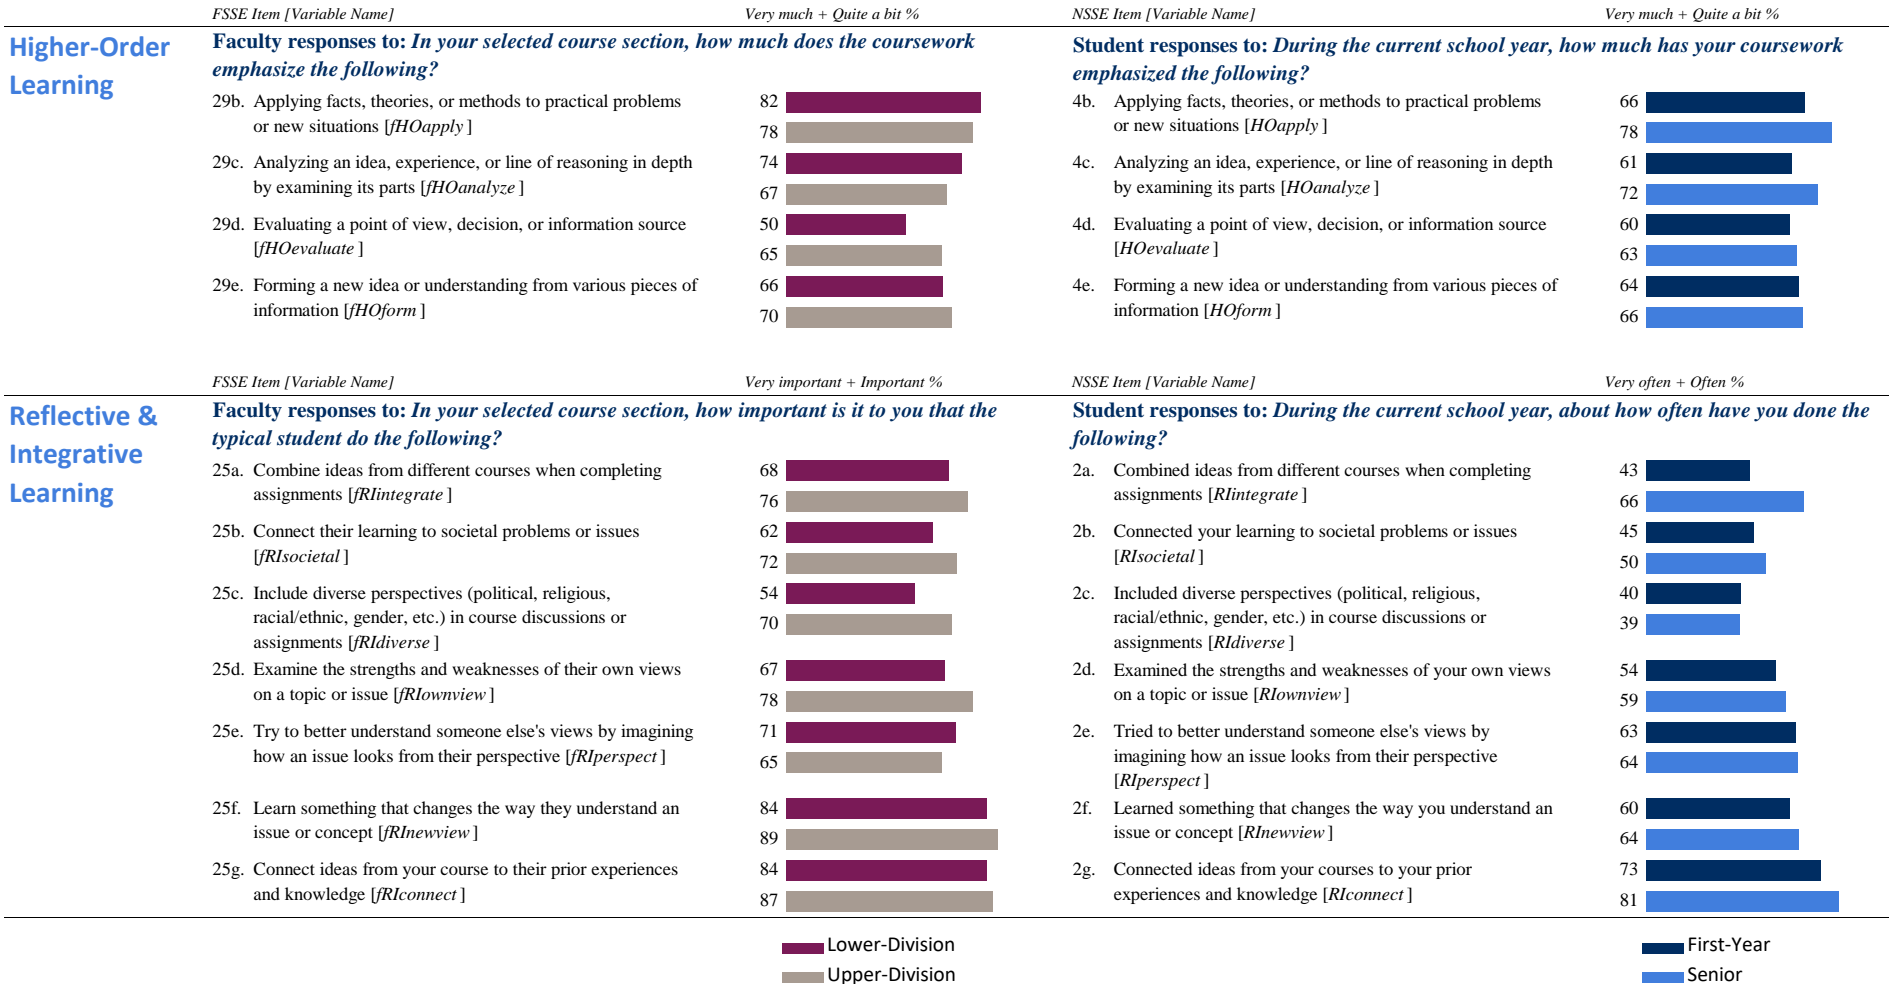 FSSE Item [Variable Name]
Very much + Quite a bit %
NSSE Item [Variable Name]
Very much + Quite a bit %
Higher-Order
Learning
Faculty responses to: In your selected course section, how much does the coursework
emphasize the following?
Student responses to: During the current school year, how much has your coursework
emphasized the following?
29b. Applying facts, theories, or methods to practical problems
or new situations [fHOapply]
82
78
4b. Applying facts, theories, or methods to practical problems
or new situations [HOapply]
66
78
29c. Analyzing an idea, experience, or line of reasoning in depth
by examining its parts [fHOanalyze]
74
67
4c. Analyzing an idea, experience, or line of reasoning in depth
by examining its parts [HOanalyze]
61
72
29d. Evaluating a point of view, decision, or information source
[fHOevaluate]
50
65
4d. Evaluating a point of view, decision, or information source
[HOevaluate]
60
63
29e. Forming a new idea or understanding from various pieces of
information [fHOform]
66
70
4e. Forming a new idea or understanding from various pieces of
information [HOform]
64
66
FSSE Item [Variable Name]
Very important + Important %
NSSE Item [Variable Name]
Very often + Often %
Reflective &
Integrative
Learning
Faculty responses to: In your selected course section, how important is it to you that the
typical student do the following?
Student responses to: During the current school year, about how often have you done the
following?
25a. Combine ideas from different courses when completing
assignments [fRIintegrate]
68
76
2a. Combined ideas from different courses when completing
assignments [RIintegrate]
43
66
25b. Connect their learning to societal problems or issues
[fRIsocietal]
62
72
2b. Connected your learning to societal problems or issues
[RIsocietal]
45
50
25c. Include diverse perspectives (political, religious,
racial/ethnic, gender, etc.) in course discussions or
assignments [fRIdiverse]
54
70
2c. Included diverse perspectives (political, religious,
racial/ethnic, gender, etc.) in course discussions or
assignments [RIdiverse]
40
39
25d. Examine the strengths and weaknesses of their own views
on a topic or issue [fRIownview]
67
78
2d. Examined the strengths and weaknesses of your own views
on a topic or issue [RIownview]
54
59
25e. Try to better understand someone else's views by imagining
how an issue looks from their perspective [fRIperspect]
71
65
2e. Tried to better understand someone else's views by
imagining how an issue looks from their perspective
[RIperspect]
63
64
25f. Learn something that changes the way they understand an
issue or concept [fRInewview]
84
89
2f. Learned something that changes the way you understand an
issue or concept [RInewview]
60
64
25g. Connect ideas from your course to their prior experiences
and knowledge [fRIconnect]
84
87
2g. Connected ideas from your courses to your prior
experiences and knowledge [RIconnect]
73
81
Lower-Division
Upper-Division
First-Year
Senior